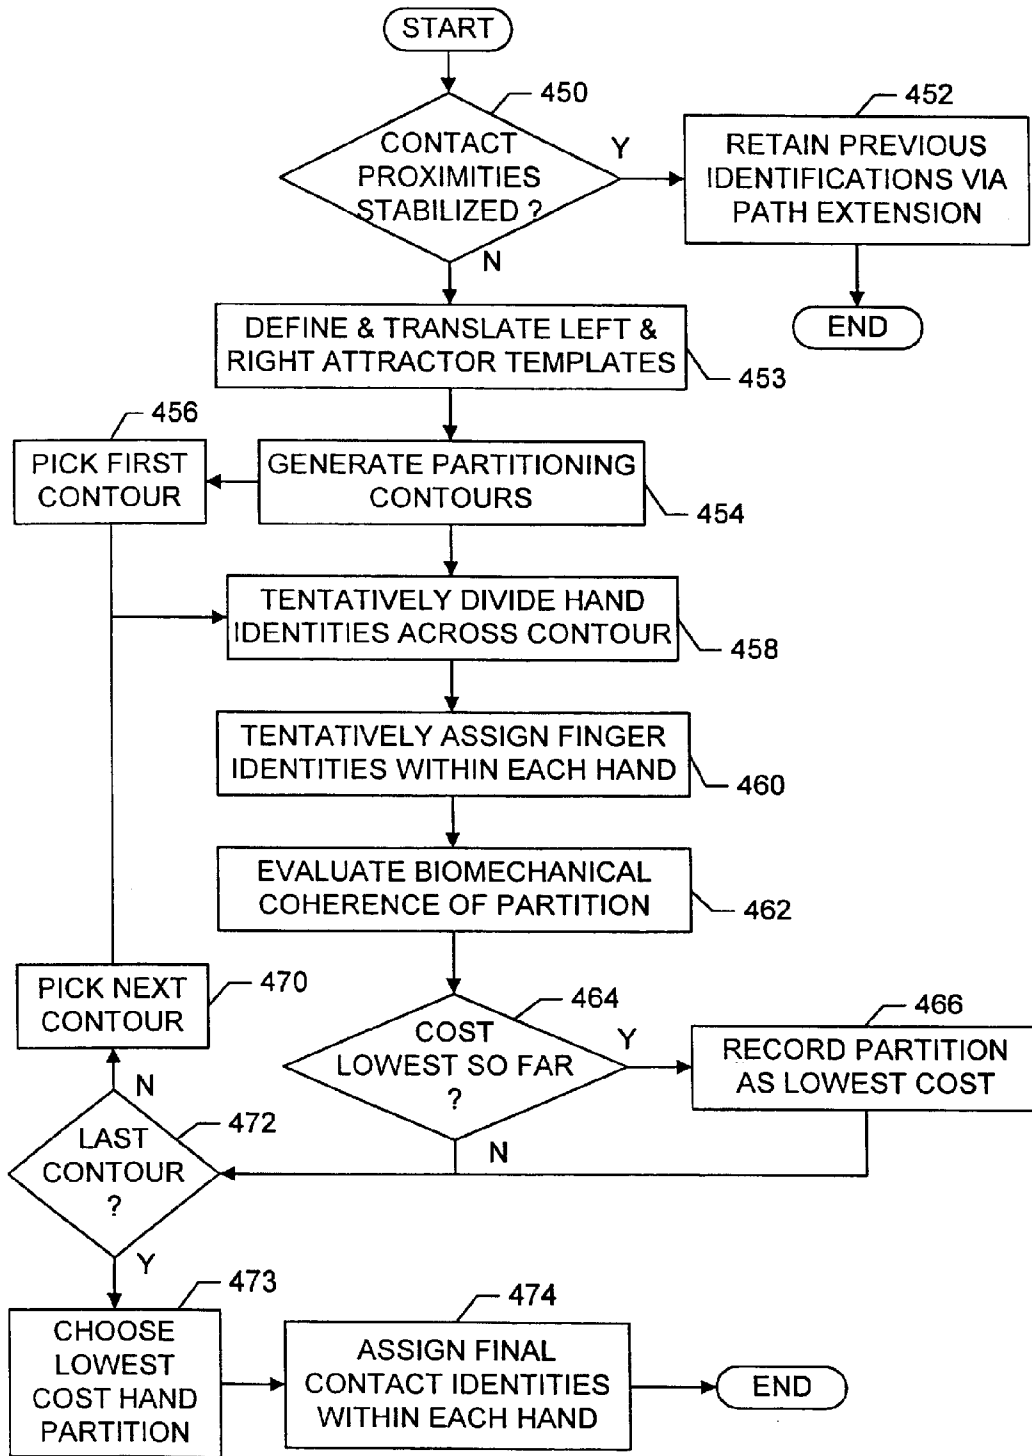 START
450
CONTACT
PROXIMITIES
STABILIZED ?
Y
N
452
RETAIN PREVIOUS
IDENTIFICATIONS VIA
PATH EXTENSION
END
DEFINE & TRANSLATE LEFT &
RIGHT ATTRACTOR TEMPLATES
453
456
PICK FIRST
CONTOUR
GENERATE PARTITIONING
CONTOURS
454
TENTATIVELY DIVIDE HAND
IDENTITIES ACROSS CONTOUR
458
TENTATIVELY ASSIGN FINGER
IDENTITIES WITHIN EACH HAND
460
EVALUATE BIOMECHANICAL
COHERENCE OF PARTITION
462
PICK NEXT
CONTOUR
470
464
COST
LOWEST SO FAR
?
Y
N
466
RECORD PARTITION
AS LOWEST COST
N
472
LAST
CONTOUR
?
Y
473
CHOOSE
LOWEST
COST HAND
PARTITION
474
ASSIGN FINAL
CONTACT IDENTITIES
WITHIN EACH HAND
END